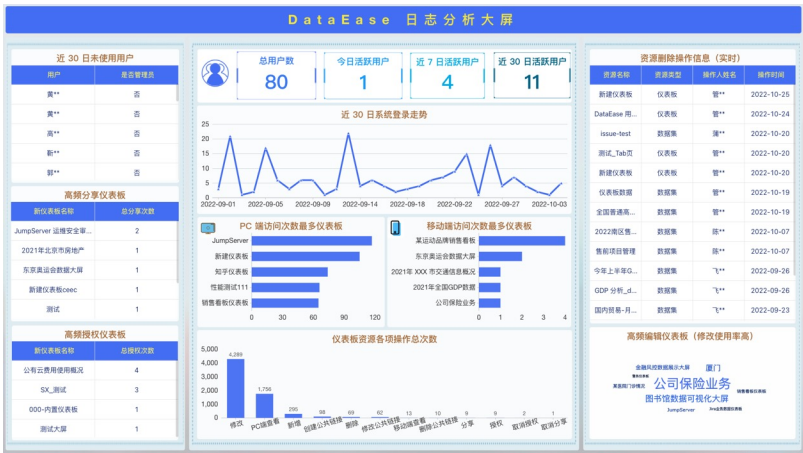 DataEase 日志分析大屏
近 30 日未使用用户
用户 是否管理员
黄** 否
黄** 否
高** 否
靳** 否
郭** 否
高频分享仪表板
新仪表板名称 总分享次数
JumpServer 运维安全审... 2
2021年北京市房地产 1
东京奥运会数据大屏 1
新建仪表板ceec 1
测试 1
高频授权仪表板
新仪表板名称 总授权次数
公有云费用使用概况 4
SX_测试 3
000-内置仪表板 1
测试大屏 1
总用户数
80
今日活跃用户
1
近 7 日活跃用户
4
近 30 日活跃用户
11
近 30 日系统登录走势
25
20
15
10
5
0
2022-09-01 2022-09-05 2022-09-09 2022-09-14 2022-09-18 2022-09-22 2022-09-28 2022-10-03
PC 端访问次数最多仪表板
JumpServer
新建仪表板
知乎仪表板
性能测试111
销售看板仪表板
0 30 60 90 120
移动端访问次数最多仪表板
某运动品牌销售看板
东京奥运会数据大屏
2021年 XXX 市交通信息概况
2021年全国GDP数据
公司保险业务
0 1 2 3 4
仪表板资源各项操作总次数
5,000
4,000
3,000
2,000
1,000
0
4,289 1,756 295 98 69 62 13 10 9 9 2 1
修改 PC端查看 新增 创建公共链接 删除 修改公共链接 移动端查看 删除公共链接 分享 授权 取消授权 取消分享
资源删除操作信息（实时）
资源名称 资源类型 操作人姓名 操作时间
新建仪表板 仪表板 管** 2022-10-25
DataEase 用... 仪表板 管** 2022-10-24
issue-test 数据集 蒲** 2022-10-20
测试_Tab页 仪表板 管** 2022-10-20
新建仪表板 仪表板 管** 2022-10-20
仪表板数据 数据集 管** 2022-10-19
全国普通高... 数据集 管** 2022-10-19
2022南区售... 数据集 陈** 2022-10-07
售前项目管理 数据集 陈** 2022-10-07
今年上半年G... 数据集 飞** 2022-09-26
GDP 分析_d... 数据集 飞** 2022-09-26
国内贸易-月... 数据集 飞** 2022-09-23
高频编辑仪表板（修改使用率高）
金融风控数据展示大屏 厦门
某医院门诊情况 公司保险业务 销售看板仪表板
图书馆数据可视化大屏
JumpServer